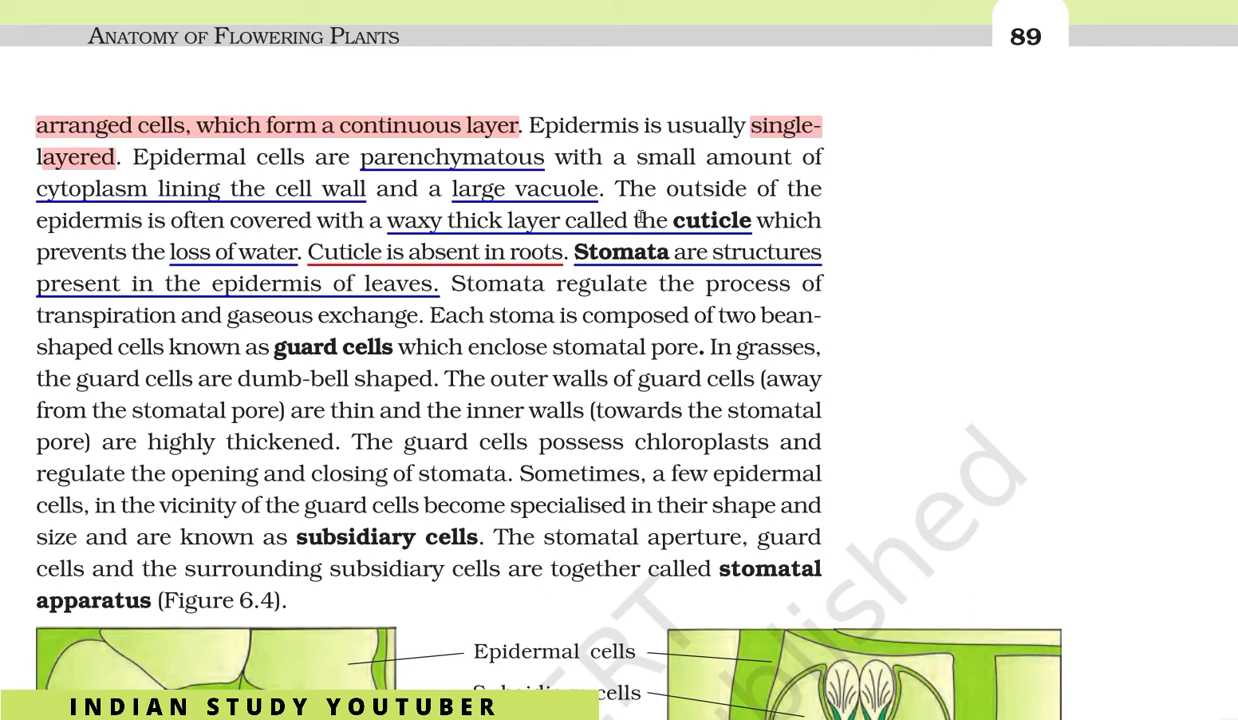 ANATOMY OF FLOWERING PLANTS
89
arranged cells, which form a continuous layer. Epidermis is usually single-
layered. Epidermal cells are parenchymatous with a small amount of
cytoplasm lining the cell wall and a large vacuole. The outside of the
epidermis is often covered with a waxy thick layer called the cuticle which
prevents the loss of water. Cuticle is absent in roots. Stomata are structures
present in the epidermis of leaves. Stomata regulate the process of
transpiration and gaseous exchange. Each stoma is composed of two bean-
shaped cells known as guard cells which enclose stomatal pore. In grasses,
the guard cells are dumb-bell shaped. The outer walls of guard cells (away
from the stomatal pore) are thin and the inner walls (towards the stomatal
pore) are highly thickened. The guard cells possess chloroplasts and
regulate the opening and closing of stomata. Sometimes, a few epidermal
cells, in the vicinity of the guard cells become specialised in their shape and
size and are known as subsidiary cells. The stomatal aperture, guard
cells and the surrounding subsidiary cells are together called stomatal
apparatus (Figure 6.4).
Epidermal cells
cells
INDIAN STUDY YOUTUBER